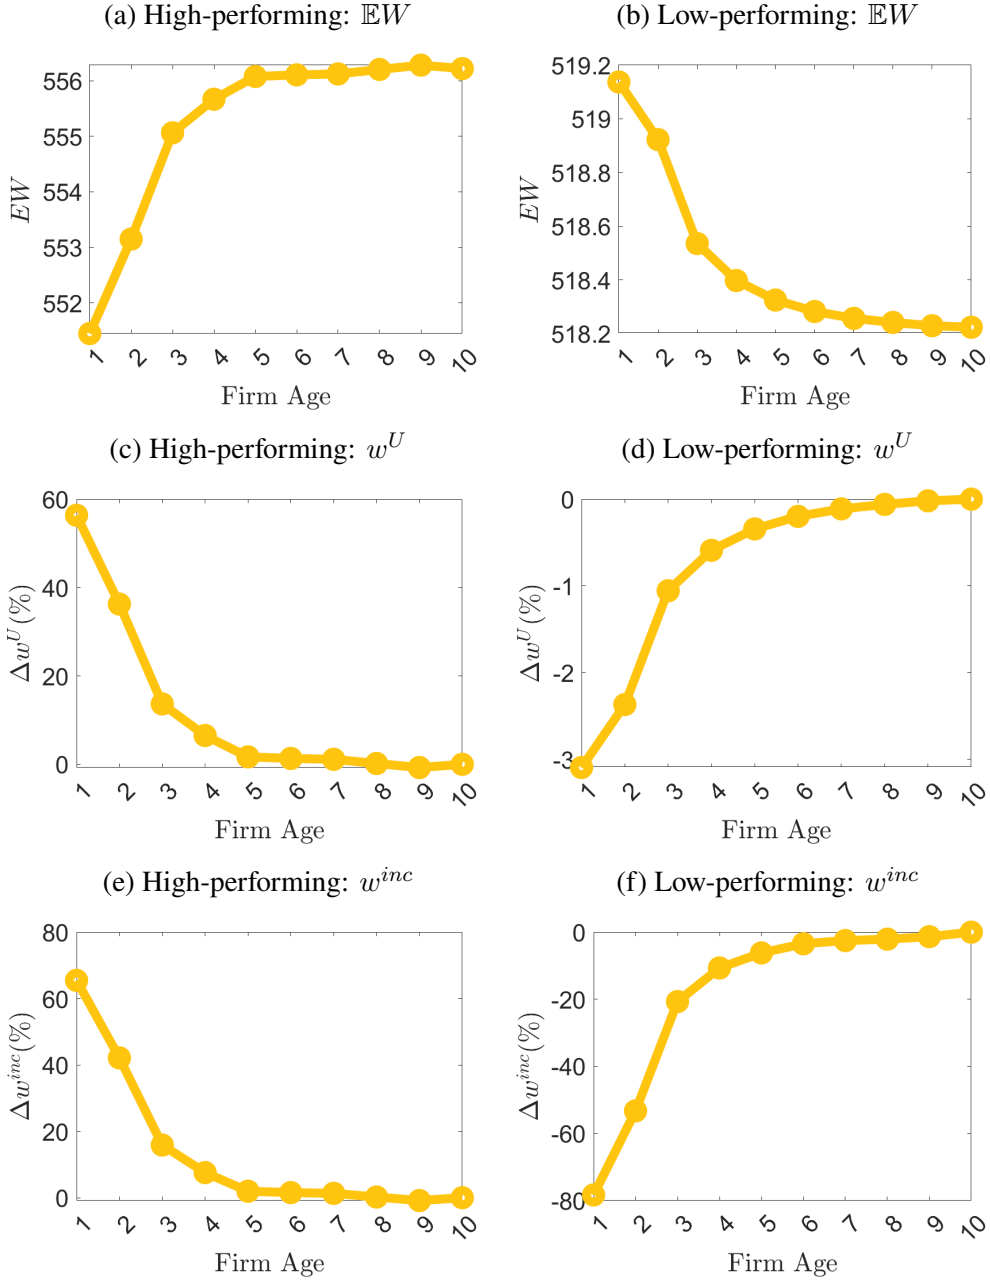 (a) High-performing: 𝔼W
(b) Low-performing: 𝔼W
556
555
554
553
552
EW
1 2 3 4 5 6 7 8 9 10
Firm Age
519.2
519
518.8
518.6
518.4
518.2
EW
1 2 3 4 5 6 7 8 9 10
Firm Age
(c) High-performing: w^U
(d) Low-performing: w^U
60
40
20
0
Δw^U(%)
1 2 3 4 5 6 7 8 9 10
Firm Age
0
-1
-2
-3
Δw^U(%)
1 2 3 4 5 6 7 8 9 10
Firm Age
(e) High-performing: w^{inc}
(f) Low-performing: w^{inc}
80
60
40
20
0
Δw^{inc}(%)
1 2 3 4 5 6 7 8 9 10
Firm Age
0
-20
-40
-60
-80
Δw^{inc}(%)
1 2 3 4 5 6 7 8 9 10
Firm Age